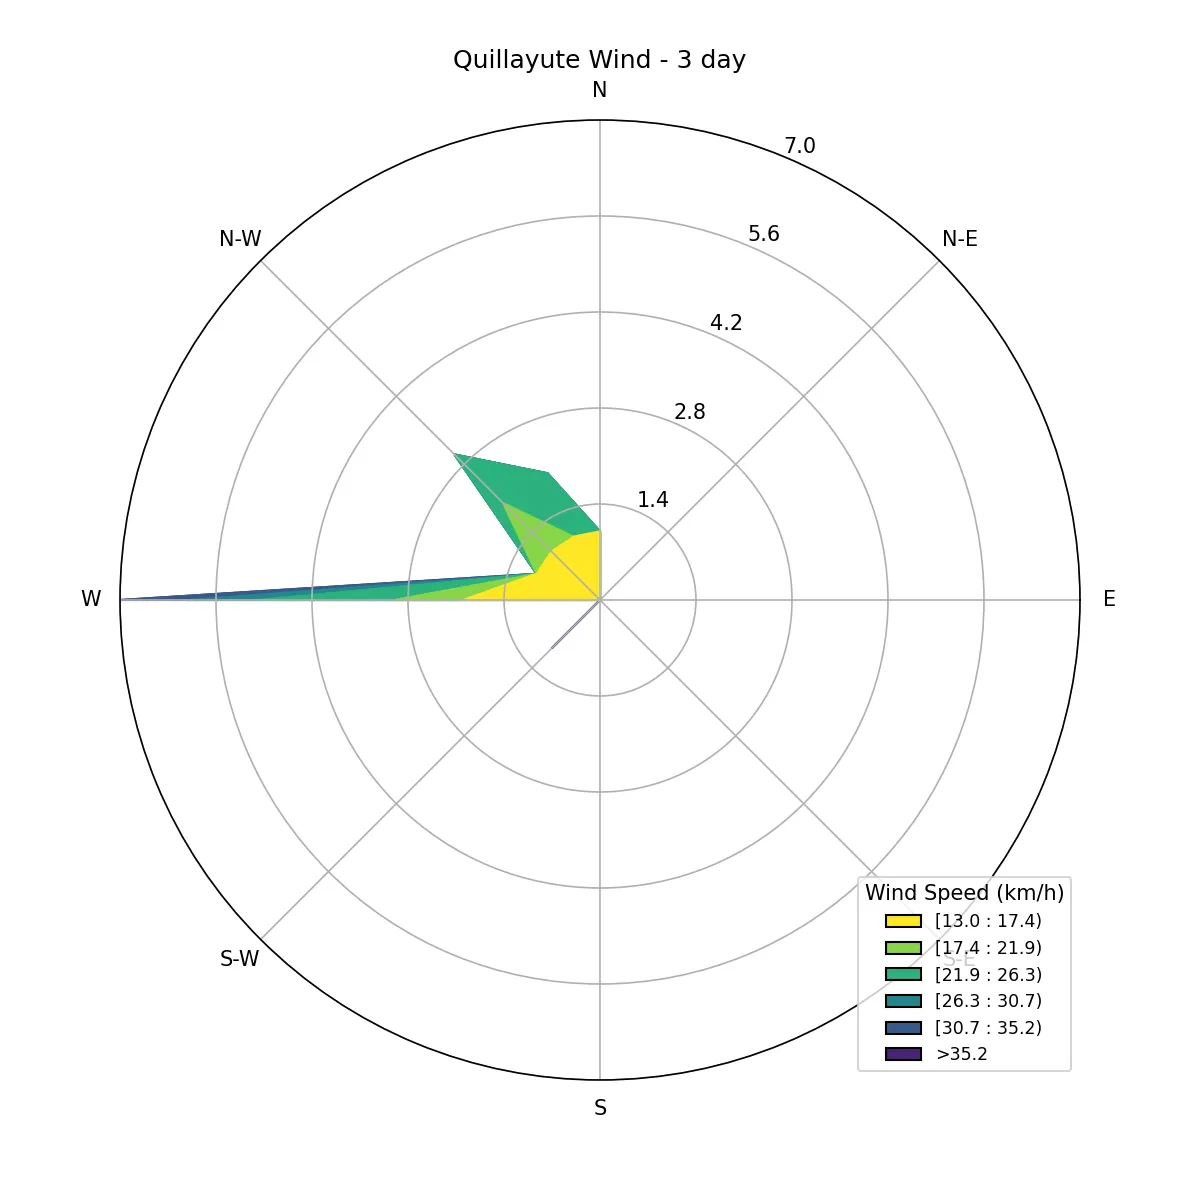 Quillayute Wind - 3 day
N
7.0
N-W
5.6
N-E
4.2
2.8
1.4
W
E
S-W
S-E
S
Wind Speed (km/h)
[13.0 : 17.4)
[17.4 : 21.9)
[21.9 : 26.3)
[26.3 : 30.7)
[30.7 : 35.2)
>35.2